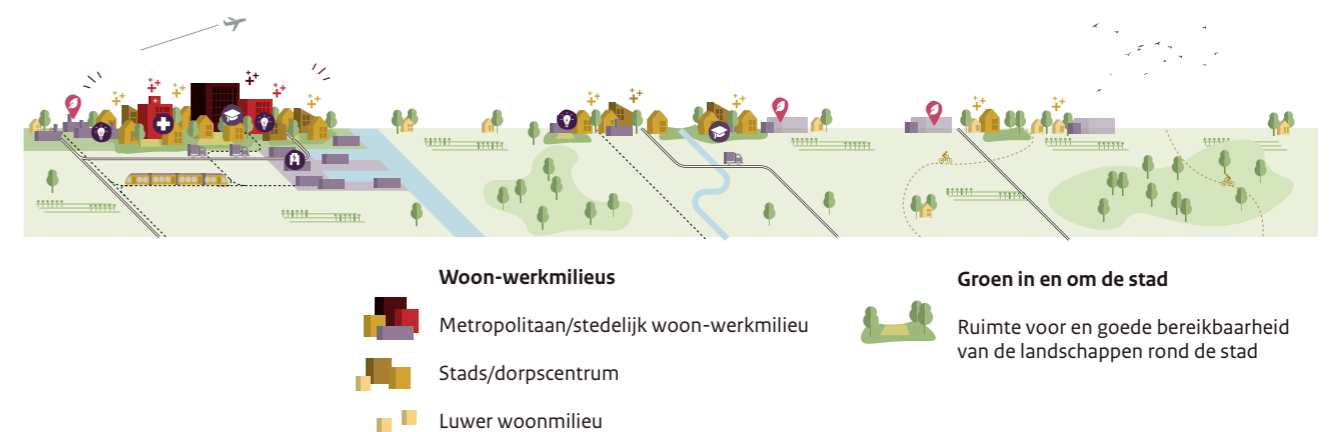 Woon-werkmilieus
Metropolitaan/stedelijk woon-werkmilieu
Stads/dorpscentrum
Luwer woonmilieu
Groen in en om de stad
Ruimte voor en goede bereikbaarheid
van de landschappen rond de stad